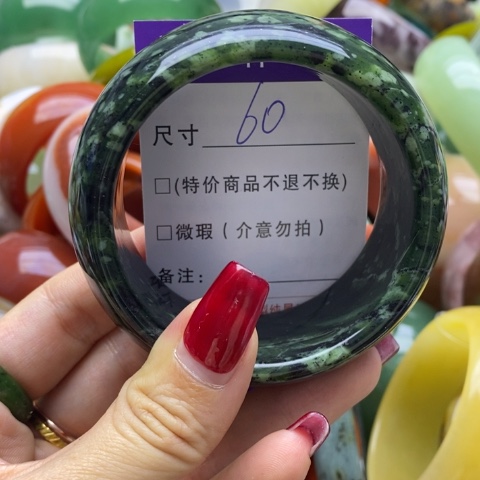 尺寸 60
□(特价商品不退不换)
□微瑕(介意勿拍)
备注: